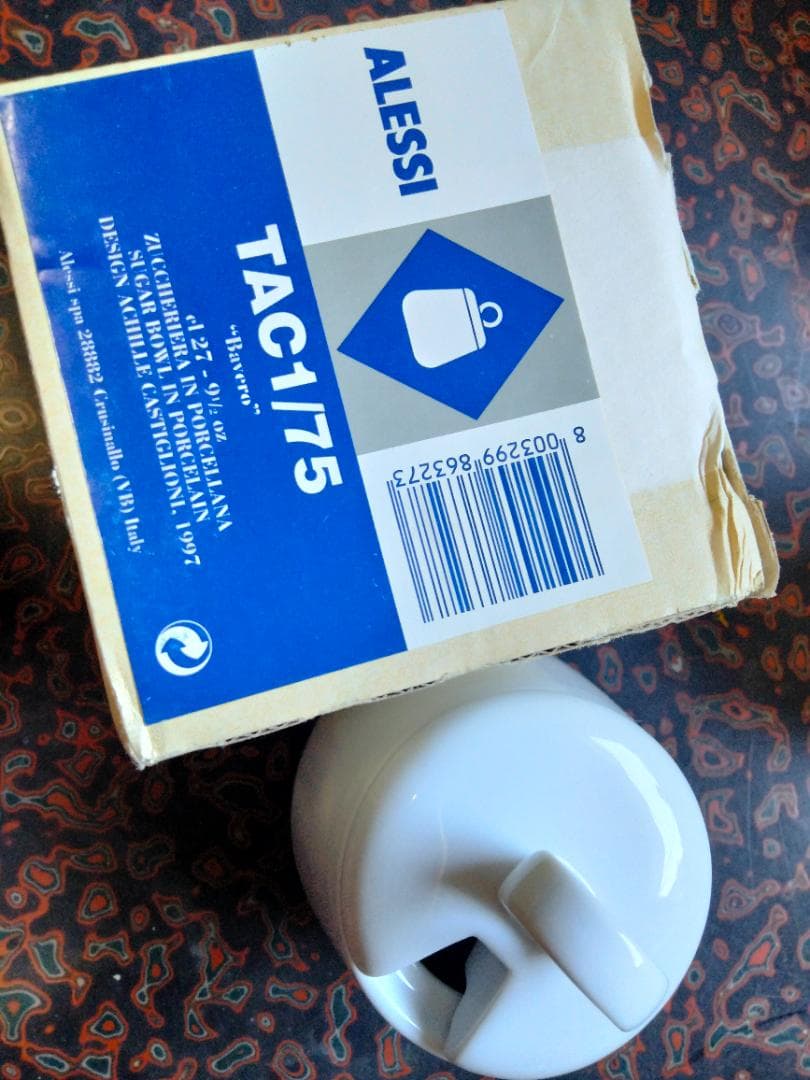 ALESSI
TAC1/75
"Bavero"
cl 27 - 9½ oz
ZUCCHERIERA IN PORCELLANA
SUGAR BOWL IN PORCELAIN
DESIGN ACHILLE CASTIGLIONI, 1997
Alessi spa 28882 Crusinallo (VB) Italy
8 003299 863273